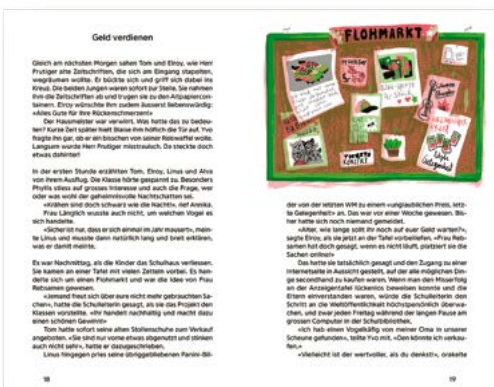 Geld verdienen
Gleich am nächsten Morgen sahen Tom und Elroy, wie Herr
Frutiger alte Zeitschriften, die sich am Eingang stapelten,
wegräumen wollte. Er bückte sich und griff sich dabei ins
Kreuz. Die beiden Jungen waren sofort zur Stelle. Sie nahmen
ihm die Zeitschriften ab und trugen sie zu den Altpapiercon-
tainern. Elroy wünschte ihm zudem äusserst liebenswürdig:
«Alles Gute für Ihre Rückenschmerzen!»
Der Hausmeister war verwirrt. Was hatte das zu bedeu-
ten? Kurze Zeit später hielt Blaise ihm höflich die Tür auf. Yvo
fragte ihn gar, ob er ein bisschen von seiner Reiswaffel wolle.
Langsam wurde Herr Frutiger misstrauisch. Da steckte doch
etwas dahinter!
In der ersten Stunde erzählten Tom, Elroy, Linus und Alva
von ihrem Ausflug. Die Klasse hörte gespannt zu. Besonders
Phyllis stiess auf grosses Interesse und auch die Frage, wer
oder was wohl der geheimnisvolle Nachtschatten sei.
«Krähen sind doch schwarz wie die Nacht!», rief Annika.
Frau Länglich wusste auch nicht, um welchen Vogel es
sich handelte.
«Sicher ist nur, dass er sich einmal im Jahr mausert», mein-
te Linus und musste dann natürlich lang und breit erklären,
was er damit meinte.
Es war Nachmittag, als die Kinder das Schulhaus verliessen.
Sie kamen an einer Tafel mit vielen Zetteln vorbei. Es han-
delte sich um einen Flohmarkt und war die Idee von Frau
Rebsamen gewesen.
«Jemand freut sich über eure nicht mehr gebrauchten Sa-
chen», hatte die Schulleiterin gesagt, als sie das Projekt den
Klassen vorstellte. «Ihr handelt nachhaltig und macht dazu
einen schönen Gewinn!»
Tom hatte sofort seine alten Stollenschuhe zum Verkauf
angeboten. «Sie sind nur vorne etwas abgenutzt und stinken
auch nicht sehr», hatte er dazugeschrieben.
Linus hingegen pries seine übriggebliebenen Panini-Bil-
18
FLOHMARKT
der von der letzten WM zu einem «unglaublichen Preis, letz-
te Gelegenheit» an. Das war vor einer Woche gewesen. Bis-
her hatte sich noch niemand gemeldet.
«Alter, wie lange sollt ihr noch auf euer Geld warten?»,
sagte Elroy, als sie jetzt an der Tafel vorbeiliefen. «Frau Reb-
samen hat doch gesagt, wenn es nicht läuft, platziert sie die
Sachen online!»
Das hatte sie tatsächlich gesagt und den Zugang zu einer
Internetseite in Aussicht gestellt, auf der alle möglichen Din-
ge secondhand zu kaufen waren. Wenn man den Misserfolg
an der Anzeigentafel lückenlos beweisen konnte und die
Eltern einverstanden waren, würde die Schulleiterin den
Schritt an die Weltöffentlichkeit höchstpersönlich überwa-
chen, und zwar jeden Freitag während der langen Pause am
grossen Computer in der Schulbibliothek.
«Ich hab einen Vogelkäfig von meiner Oma in unserer
Scheune gefunden», teilte Yvo mit. «Den könnte ich verkau-
fen.»
«Vielleicht ist der wertvoller, als du denkst!», orakelte
19